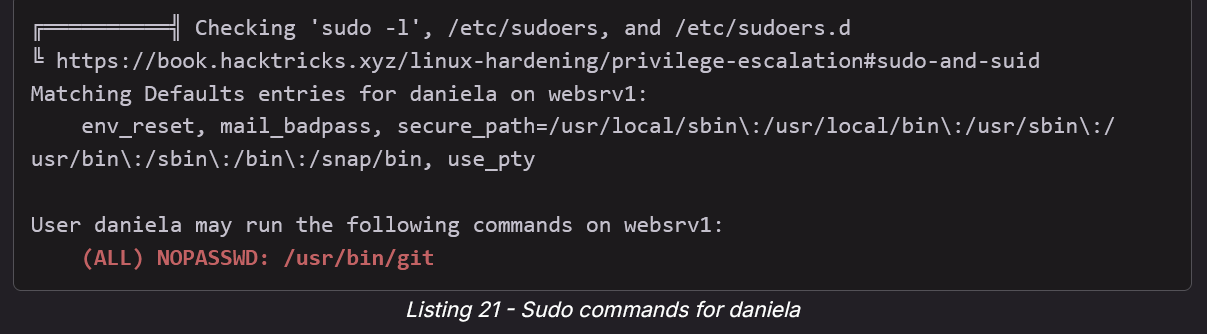 ╔══════════╣ Checking 'sudo -l', /etc/sudoers, and /etc/sudoers.d
╚ https://book.hacktricks.xyz/linux-hardening/privilege-escalation#sudo-and-suid
Matching Defaults entries for daniela on websrv1:
    env_reset, mail_badpass, secure_path=/usr/local/sbin\:/usr/local/bin\:/usr/sbin\:/
usr/bin\:/sbin\:/bin\:/snap/bin, use_pty

User daniela may run the following commands on websrv1:
    (ALL) NOPASSWD: /usr/bin/git
Listing 21 - Sudo commands for daniela